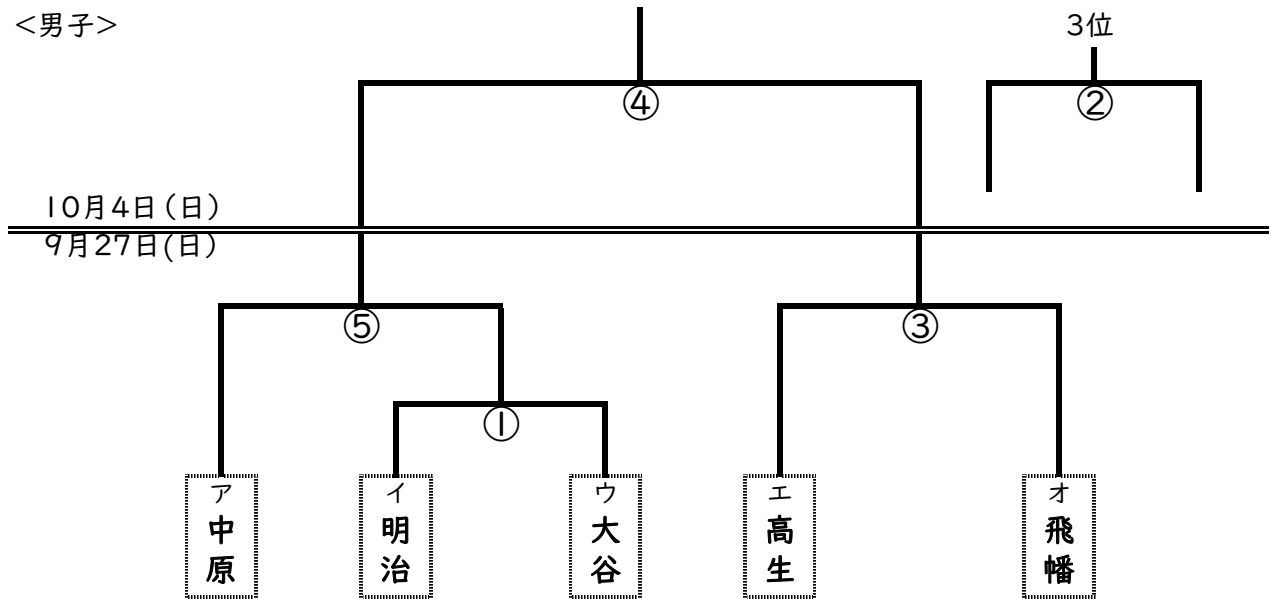 <男子>
3位
④
②
10月4日(日)
9月27日(日)
⑤
③
①
ア
中原
イ
明治
ウ
大谷
エ
高生
オ
飛幡